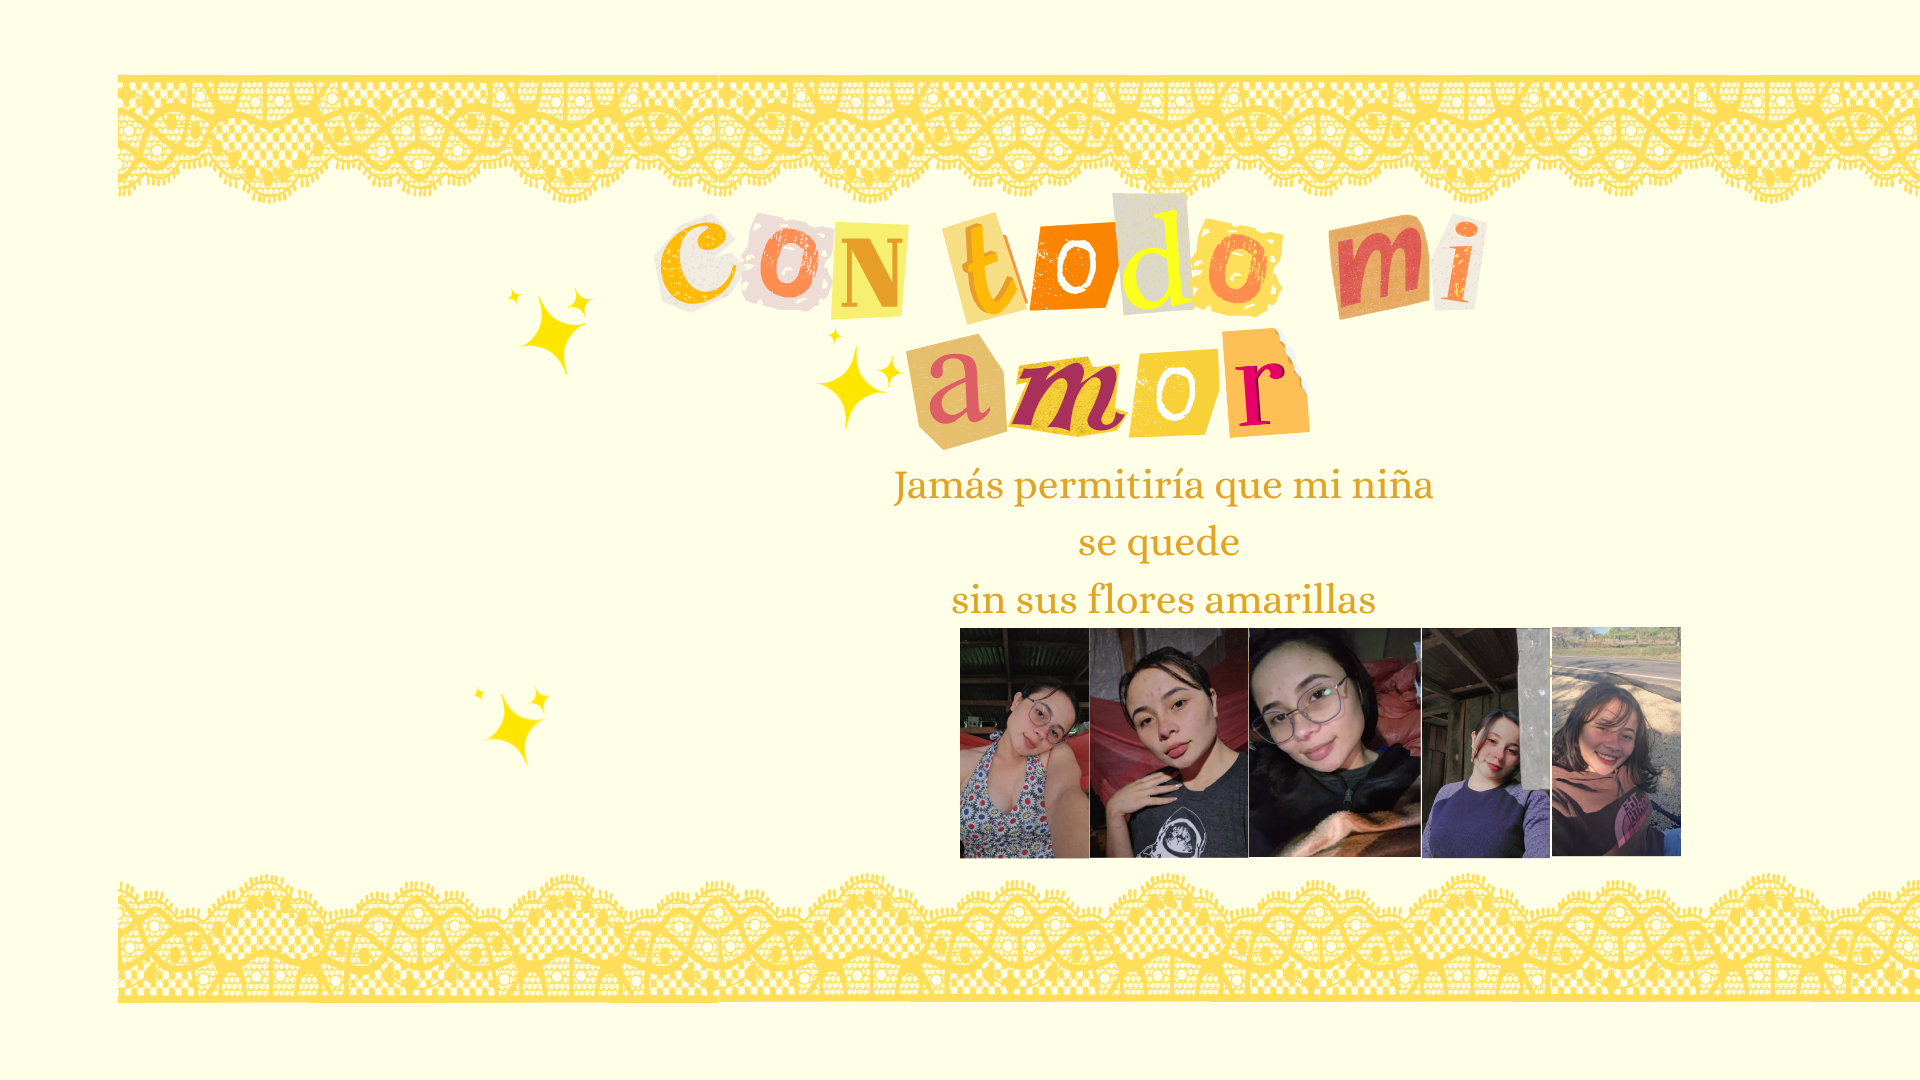 con todo mi
amor
Jamás permitiría que mi niña
se quede
sin sus flores amarillas